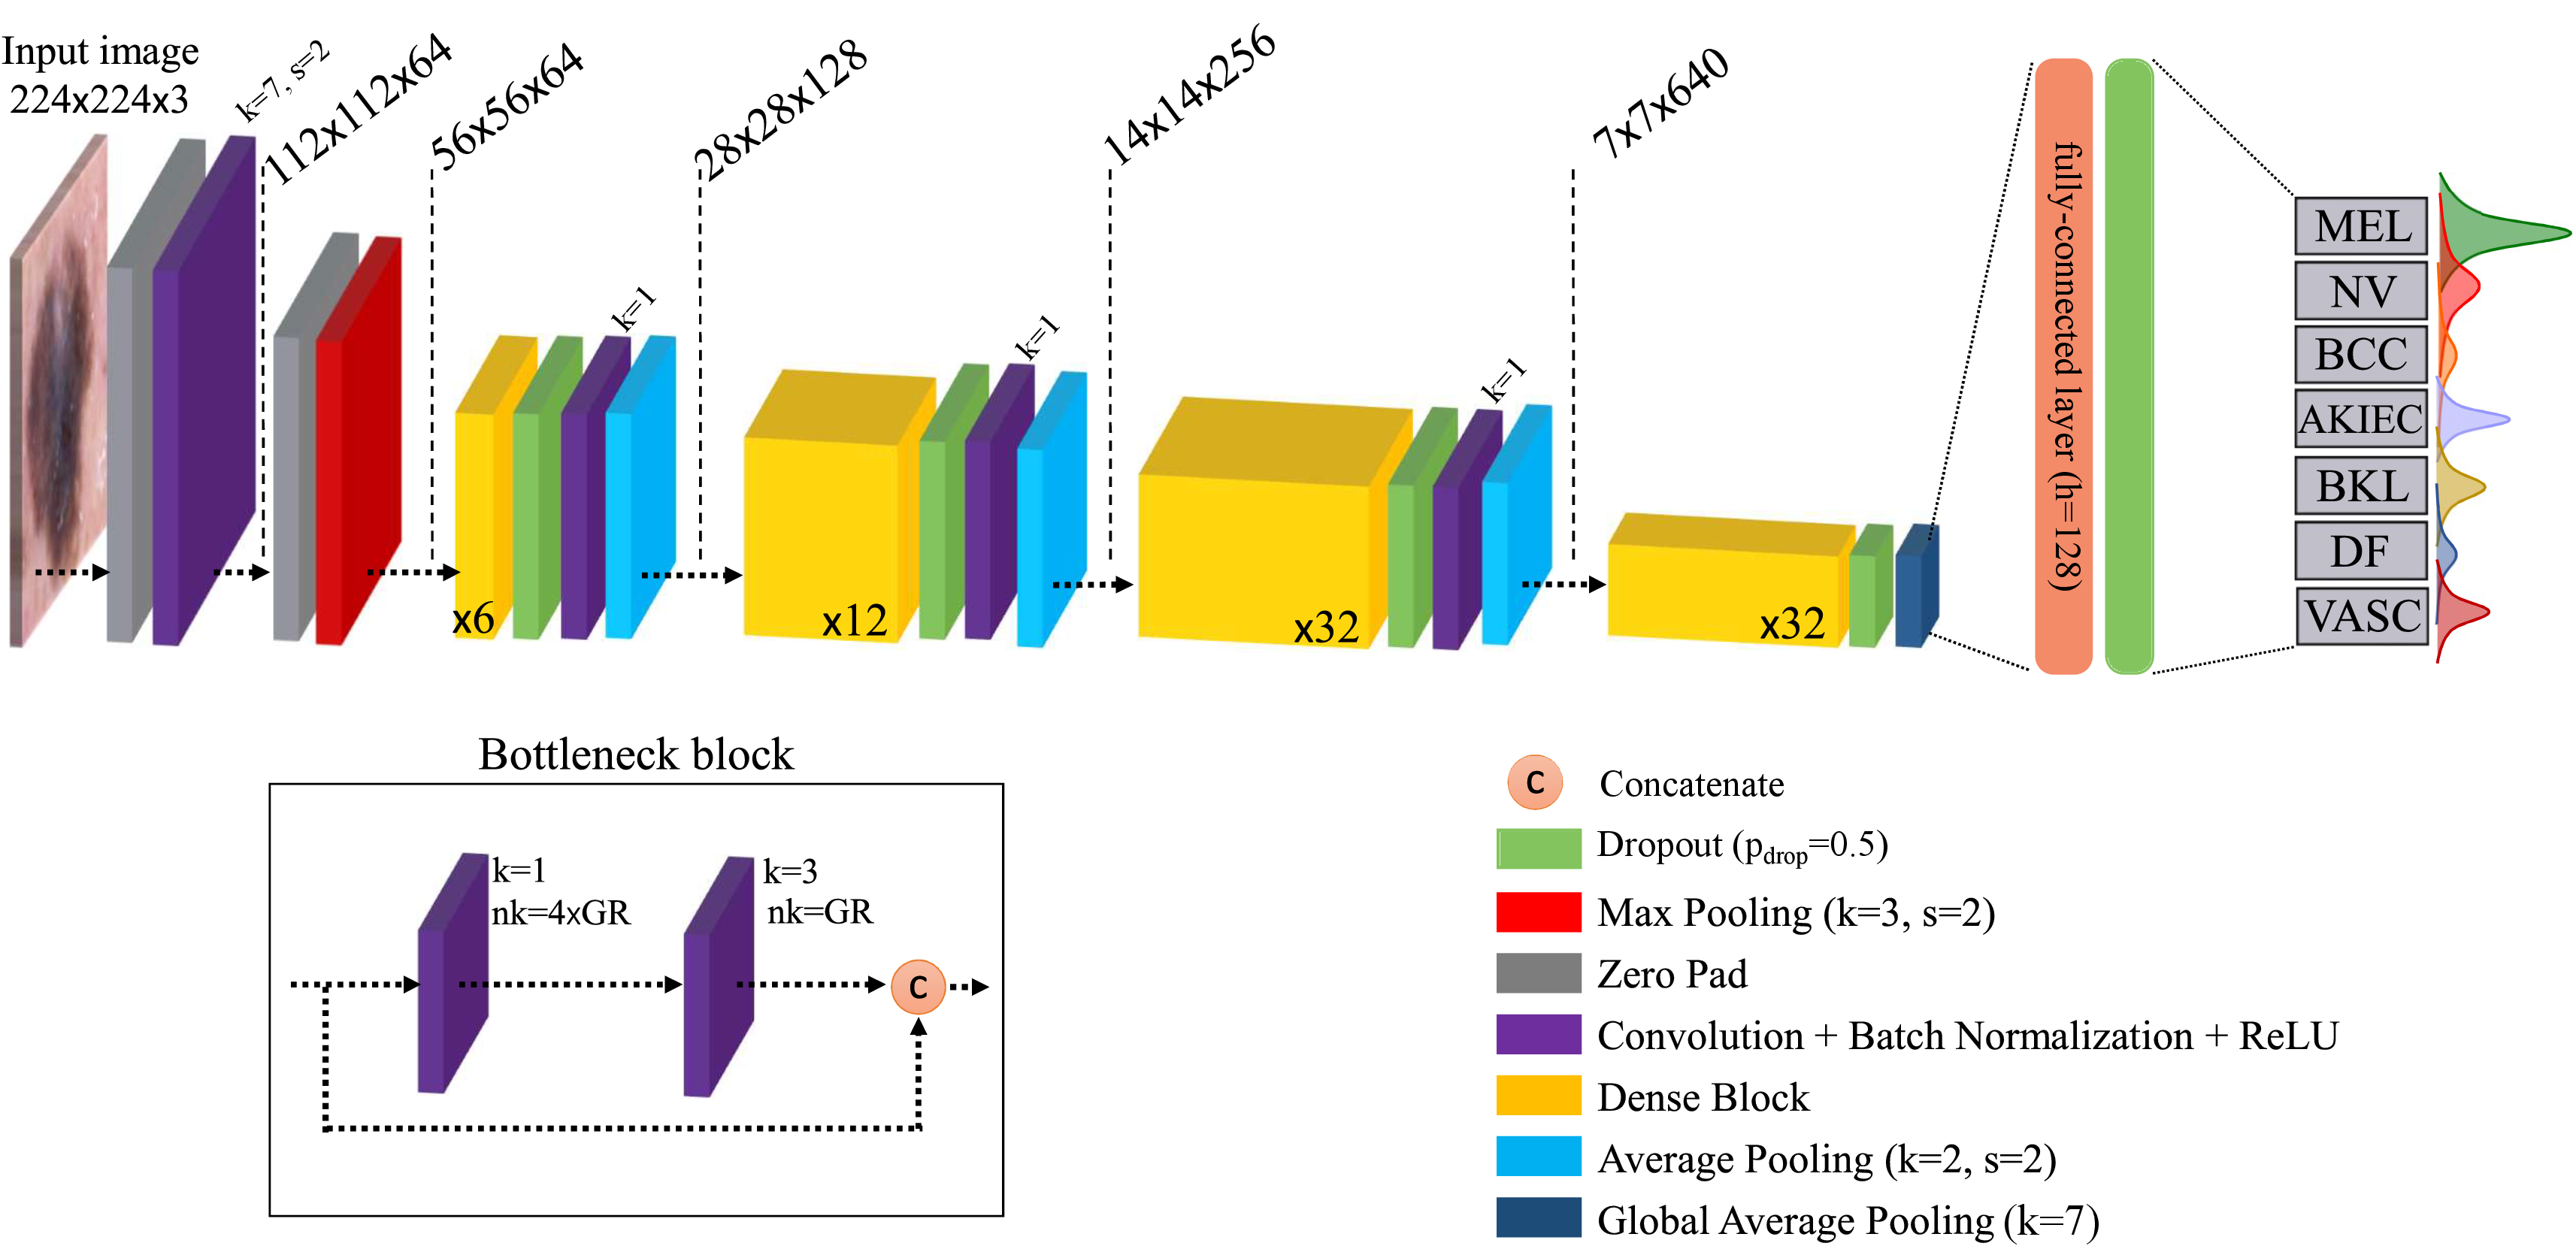 Input image
224x224x3
k=7, s=2
112x112x64
56x56x64
28x28x128
14x14x256
7x7x640
k=1
k=1
k=1
x6
x12
x32
x32
fully-connected layer (h=128)
MEL
NV
BCC
AKIEC
BKL
DF
VASC
Bottleneck block
k=1
nk=4xGR
k=3
nk=GR
C
C Concatenate
Dropout (pdrop=0.5)
Max Pooling (k=3, s=2)
Zero Pad
Convolution + Batch Normalization + ReLU
Dense Block
Average Pooling (k=2, s=2)
Global Average Pooling (k=7)